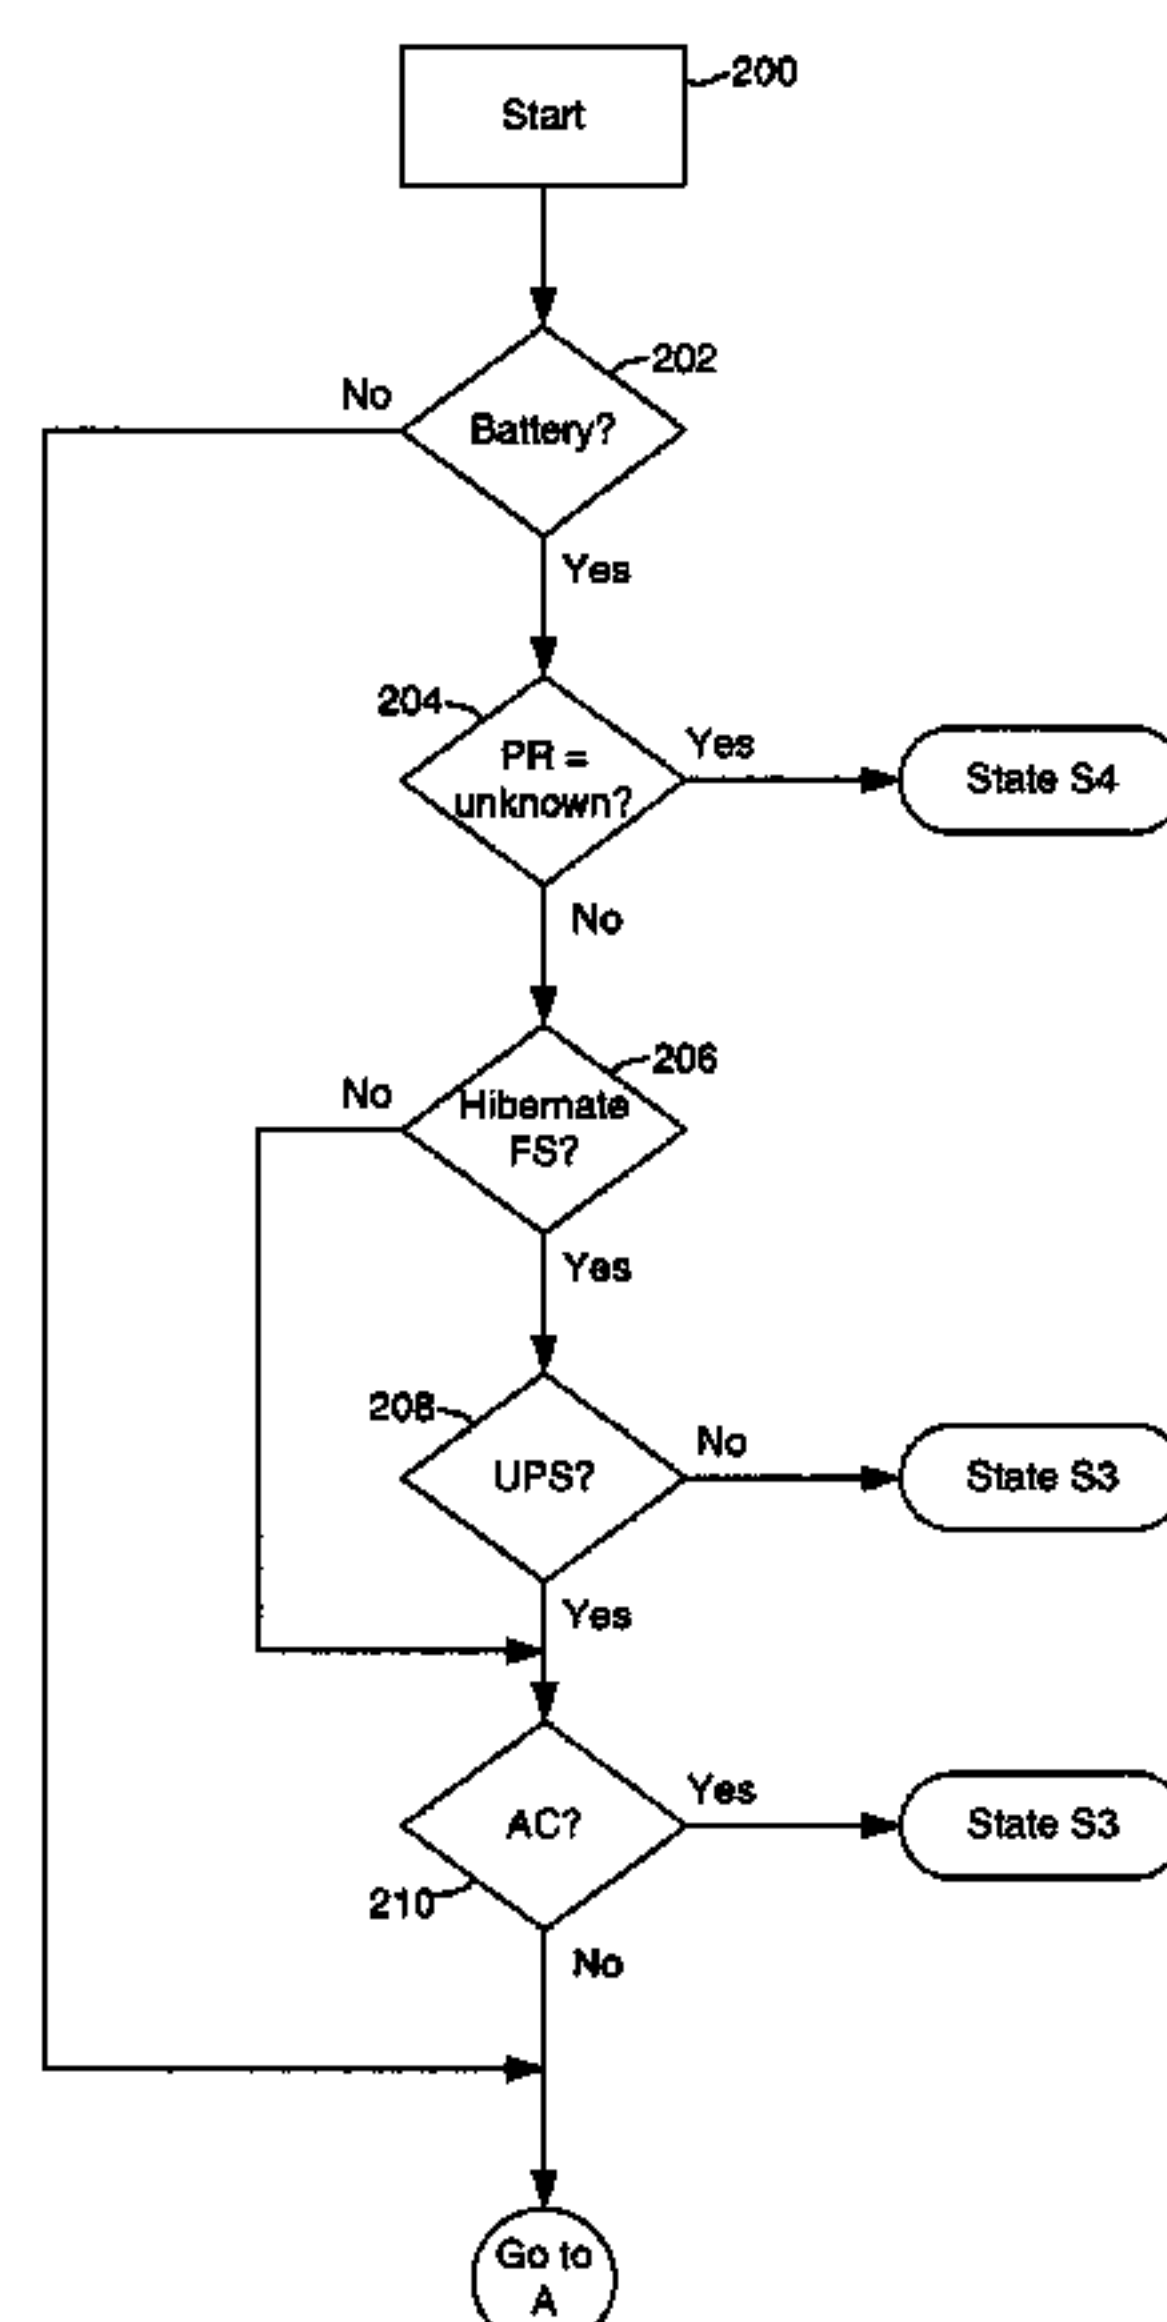 Start
200
202
No
Battery?
Yes
204
PR =
unknown?
Yes
State S4
No
206
No
Hibernate
FS?
Yes
208
UPS?
No
State S3
Yes
AC?
Yes
State S3
210
No
Go to
A